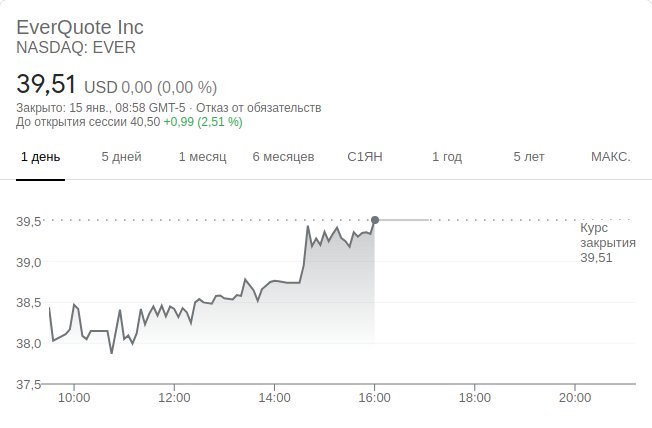 EverQuote Inc
NASDAQ: EVER
39,51 USD 0,00 (0,00 %)
Закрыто: 15 янв., 08:58 GMT-5 · Отказ от обязательств
До открытия сессии 40,50 +0,99 (2,51 %)
1 день 5 дней 1 месяц 6 месяцев С1ЯН 1 год 5 лет МАКС.
39,5
Курс
закрытия
39,51
39,0
38,5
38,0
37,5
10:00 12:00 14:00 16:00 18:00 20:00